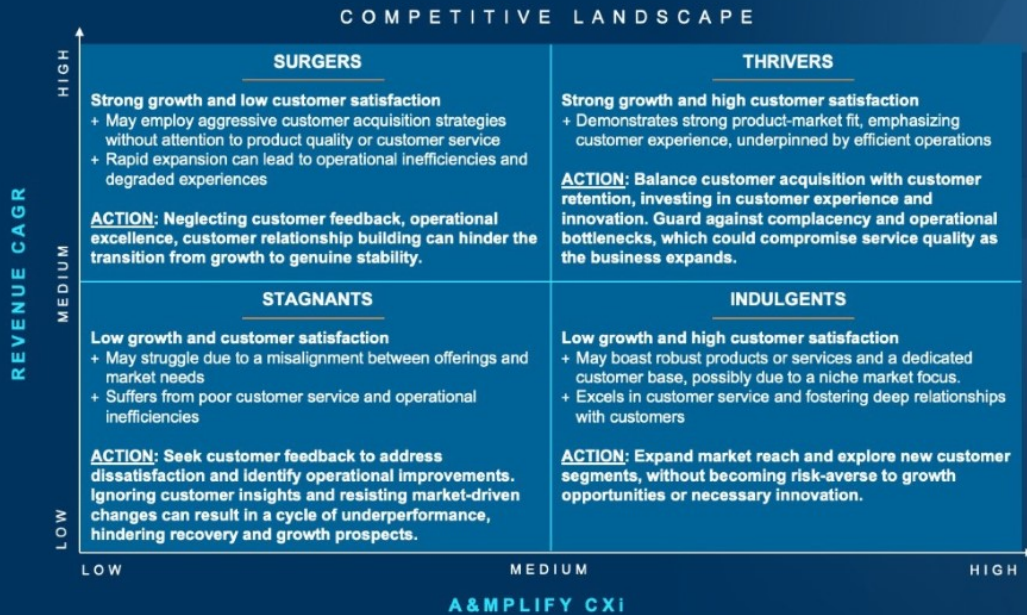 COMPETITIVE LANDSCAPE
HIGH
MEDIUM
LOW
REVENUE CAGR
SURGERS
Strong growth and low customer satisfaction
+ May employ aggressive customer acquisition strategies
without attention to product quality or customer service
+ Rapid expansion can lead to operational inefficiencies and
degraded experiences
ACTION: Neglecting customer feedback, operational
excellence, customer relationship building can hinder the
transition from growth to genuine stability.
THRIVERS
Strong growth and high customer satisfaction
+ Demonstrates strong product-market fit, emphasizing
customer experience, underpinned by efficient operations
ACTION: Balance customer acquisition with customer
retention, investing in customer experience and
innovation. Guard against complacency and operational
bottlenecks, which could compromise service quality as
the business expands.
STAGNANTS
Low growth and customer satisfaction
+ May struggle due to a misalignment between offerings and
market needs
+ Suffers from poor customer service and operational
inefficiencies
ACTION: Seek customer feedback to address
dissatisfaction and identify operational improvements.
Ignoring customer insights and resisting market-driven
changes can result in a cycle of underperformance,
hindering recovery and growth prospects.
INDULGENTS
Low growth and high customer satisfaction
+ May boast robust products or services and a dedicated
customer base, possibly due to a niche market focus.
+ Excels in customer service and fostering deep relationships
with customers
ACTION: Expand market reach and explore new customer
segments, without becoming risk-averse to growth
opportunities or necessary innovation.
LOW
MEDIUM
HIGH
A&MPLIFY CXi